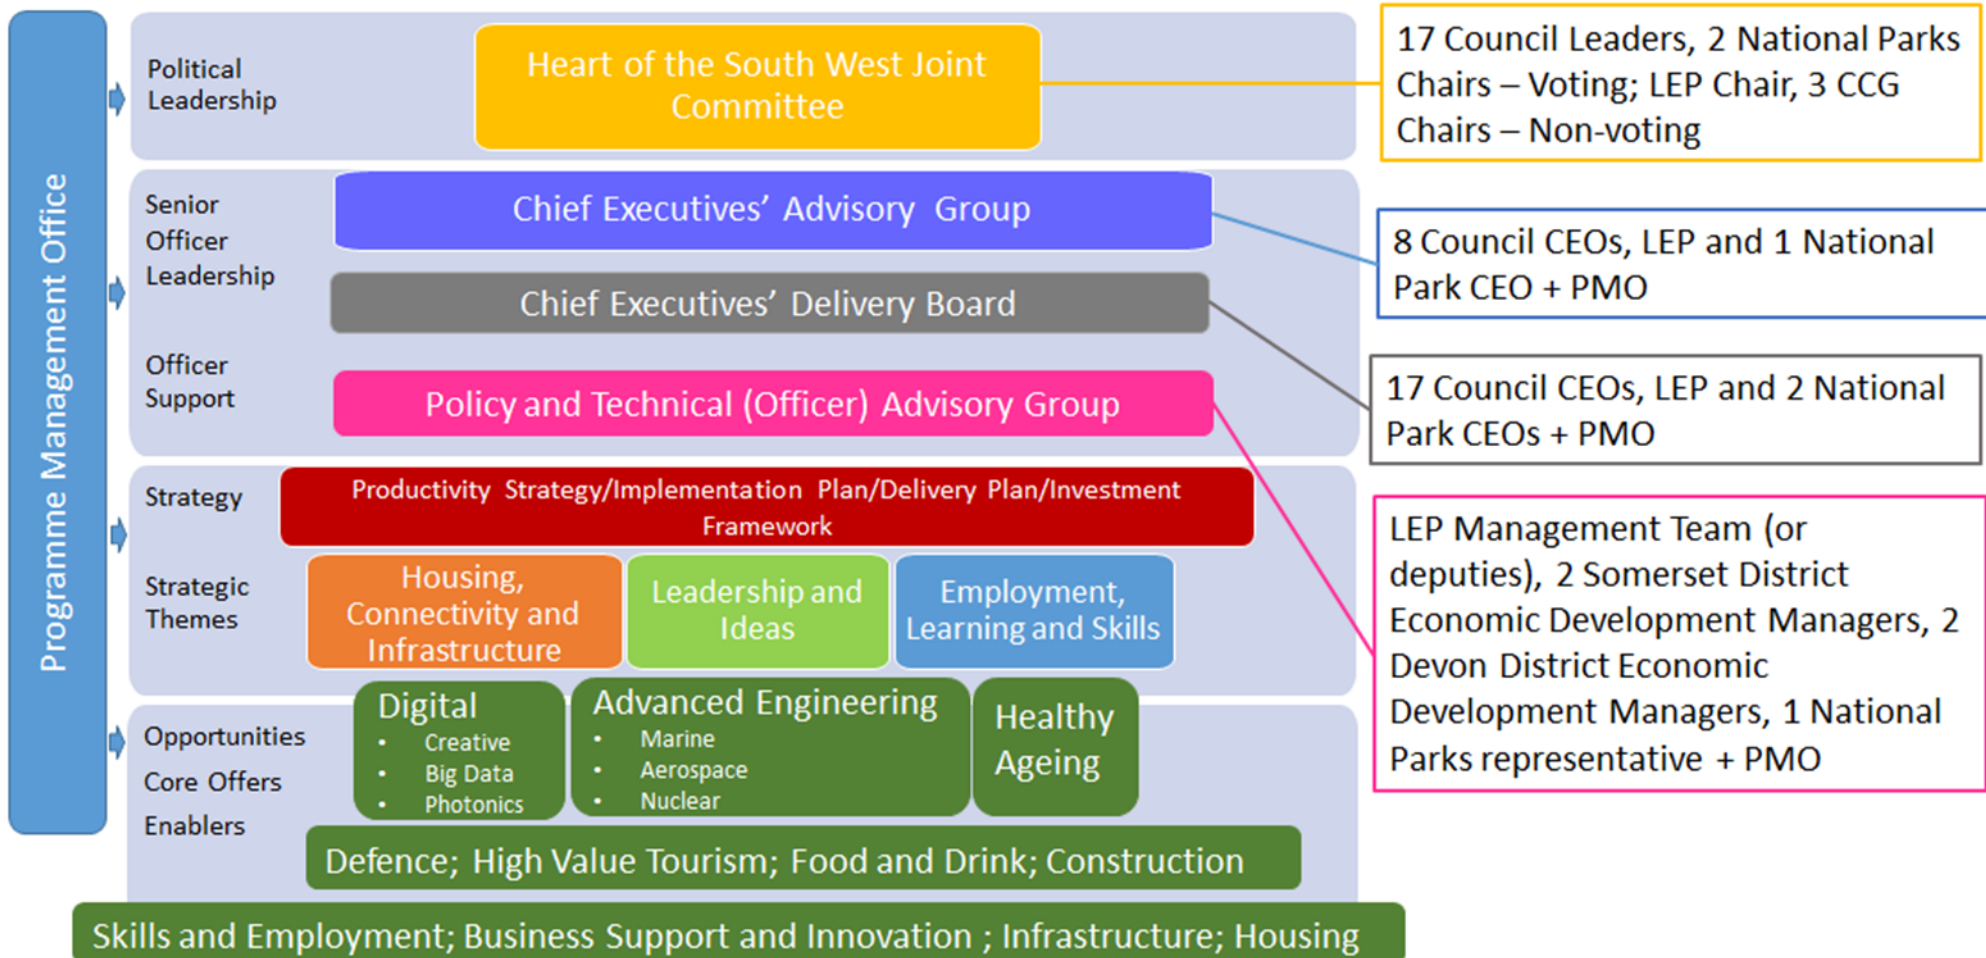 Programme Management Office
Political
Leadership
Heart of the South West Joint
Committee
17 Council Leaders, 2 National Parks
Chairs – Voting; LEP Chair, 3 CCG
Chairs – Non-voting
Senior
Officer
Leadership
Chief Executives’ Advisory Group
8 Council CEOs, LEP and 1 National
Park CEO + PMO
Chief Executives’ Delivery Board
17 Council CEOs, LEP and 2 National
Park CEOs + PMO
Officer
Support
Policy and Technical (Officer) Advisory Group
LEP Management Team (or
deputies), 2 Somerset District
Economic Development Managers, 2
Devon District Economic
Development Managers, 1 National
Parks representative + PMO
Strategy
Productivity Strategy/Implementation Plan/Delivery Plan/Investment
Framework
Strategic
Themes
Housing,
Connectivity and
Infrastructure
Leadership and
Ideas
Employment,
Learning and Skills
Opportunities
Core Offers
Enablers
Digital
• Creative
• Big Data
• Photonics
Advanced Engineering
• Marine
• Aerospace
• Nuclear
Healthy
Ageing
Defence; High Value Tourism; Food and Drink; Construction
Skills and Employment; Business Support and Innovation ; Infrastructure; Housing